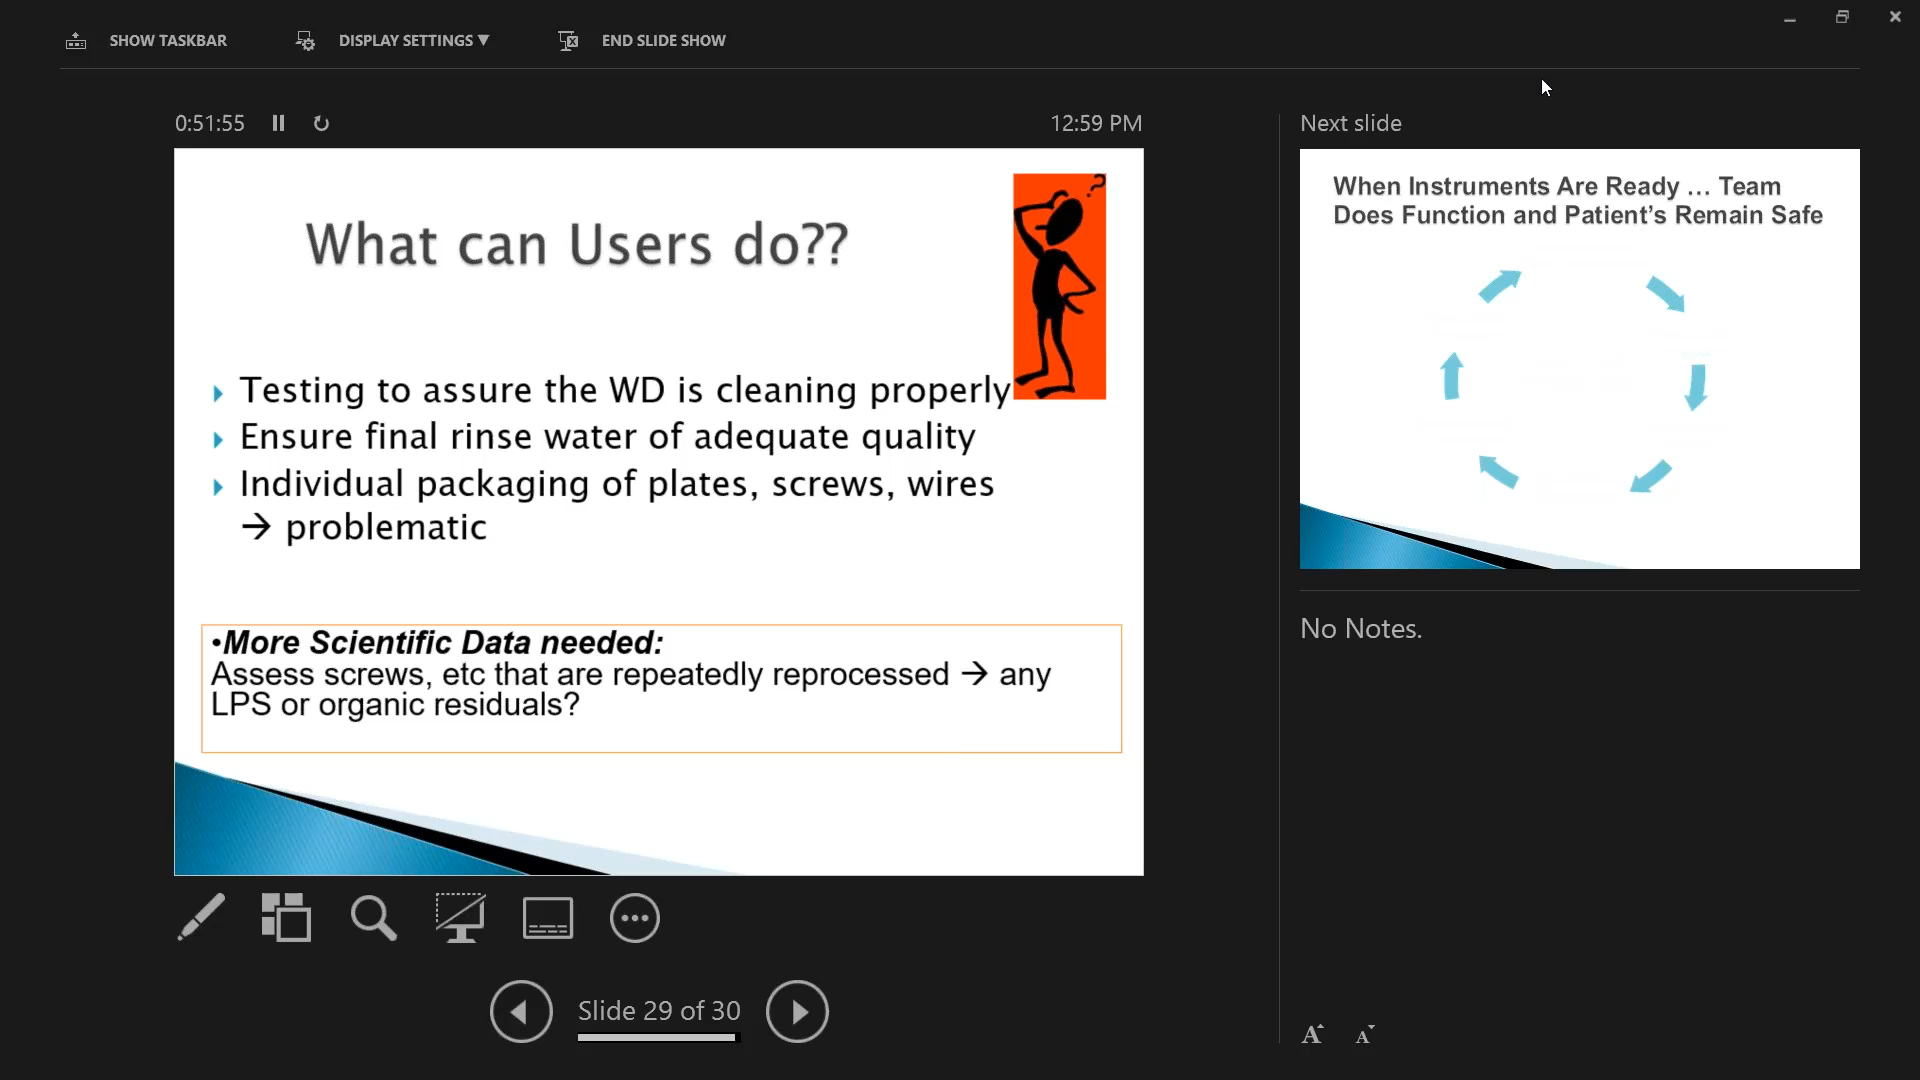 SHOW TASKBAR
DISPLAY SETTINGS ▼
END SLIDE SHOW
0:51:55
12:59 PM
What can Users do??
?
Testing to assure the WD is cleaning properly
Ensure final rinse water of adequate quality
Individual packaging of plates, screws, wires
→ problematic
•More Scientific Data needed:
Assess screws, etc that are repeatedly reprocessed → any
LPS or organic residuals?
Slide 29 of 30
Next slide
When Instruments Are Ready … Team
Does Function and Patient’s Remain Safe
No Notes.
A A